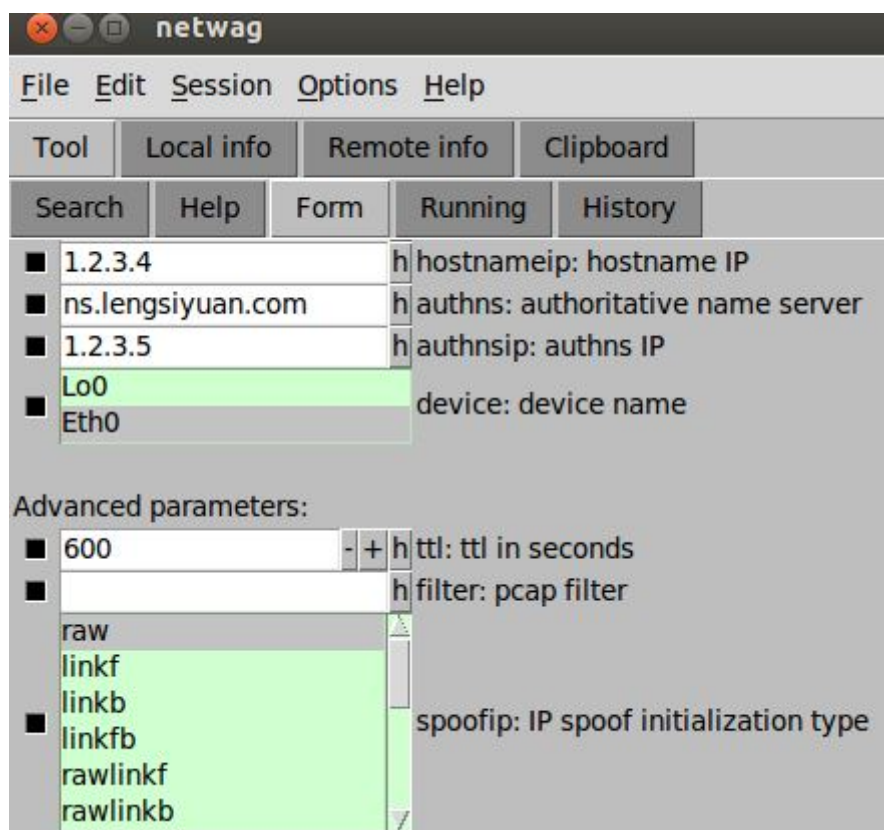 netwag
File Edit Session Options Help
Tool Local info Remote info Clipboard
Search Help Form Running History
1.2.3.4 h hostnameip: hostname IP
ns.lengsiyuan.com h authns: authoritative name server
1.2.3.5 h authnsip: authns IP
Lo0
Eth0
device: device name
Advanced parameters:
600 - + h ttl: ttl in seconds
h filter: pcap filter
raw
linkf
linkb
linkfb
rawlinkf
rawlinkb
spoofip: IP spoof initialization type